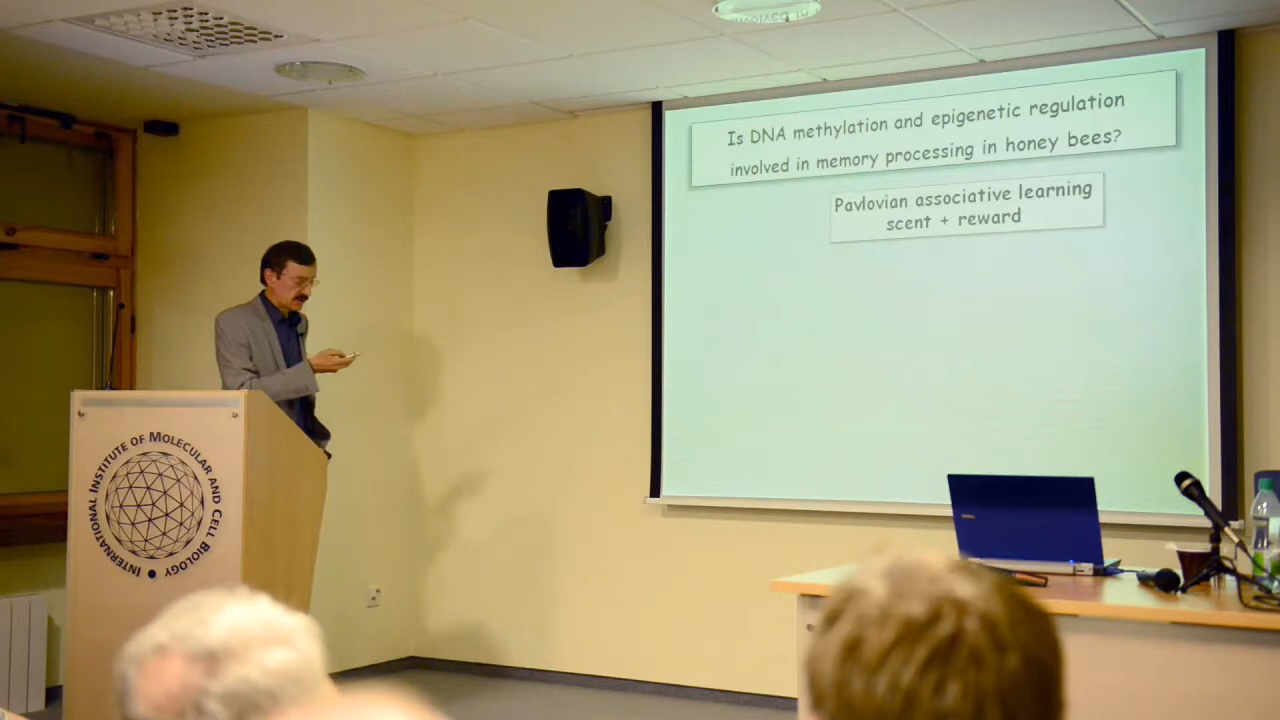 Is DNA methylation and epigenetic regulation
involved in memory processing in honey bees?
Pavlovian associative learning
scent + reward
INTERNATIONAL INSTITUTE OF MOLECULAR AND CELL BIOLOGY
DELL